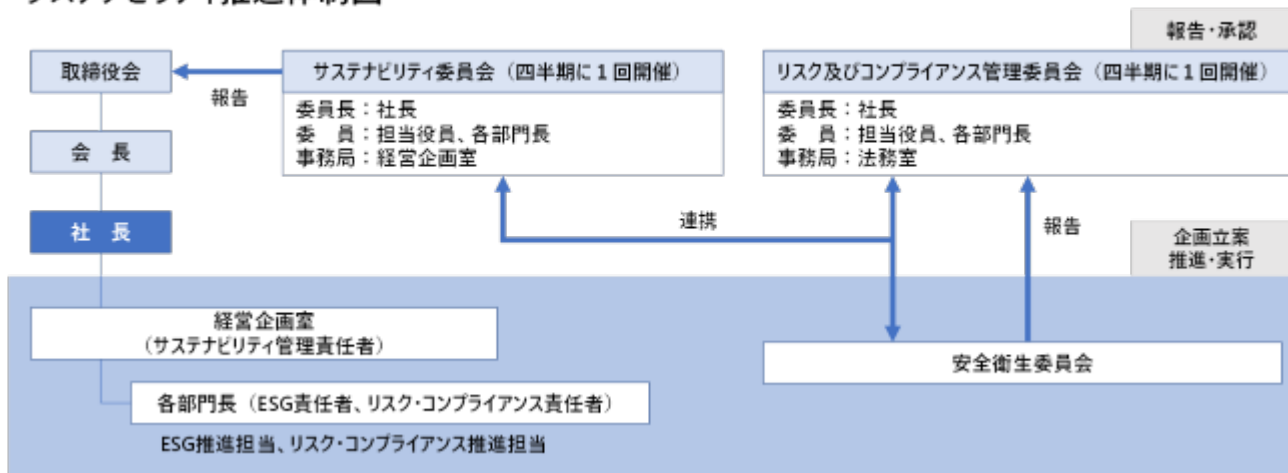 報告・承認
取締役会
サステナビリティ委員会（四半期に１回開催）
リスク及びコンプライアンス管理委員会（四半期に１回開催）
報告
委員長：社長
委　員：担当役員、各部門長
事務局：経営企画室
委員長：社長
委　員：担当役員、各部門長
事務局：法務室
会　長
社　長
連携
報告
企画立案
推進・実行
経営企画室
（サステナビリティ管理責任者）
安全衛生委員会
各部門長（ESG責任者、リスク・コンプライアンス責任者）
ESG推進担当、リスク・コンプライアンス推進担当